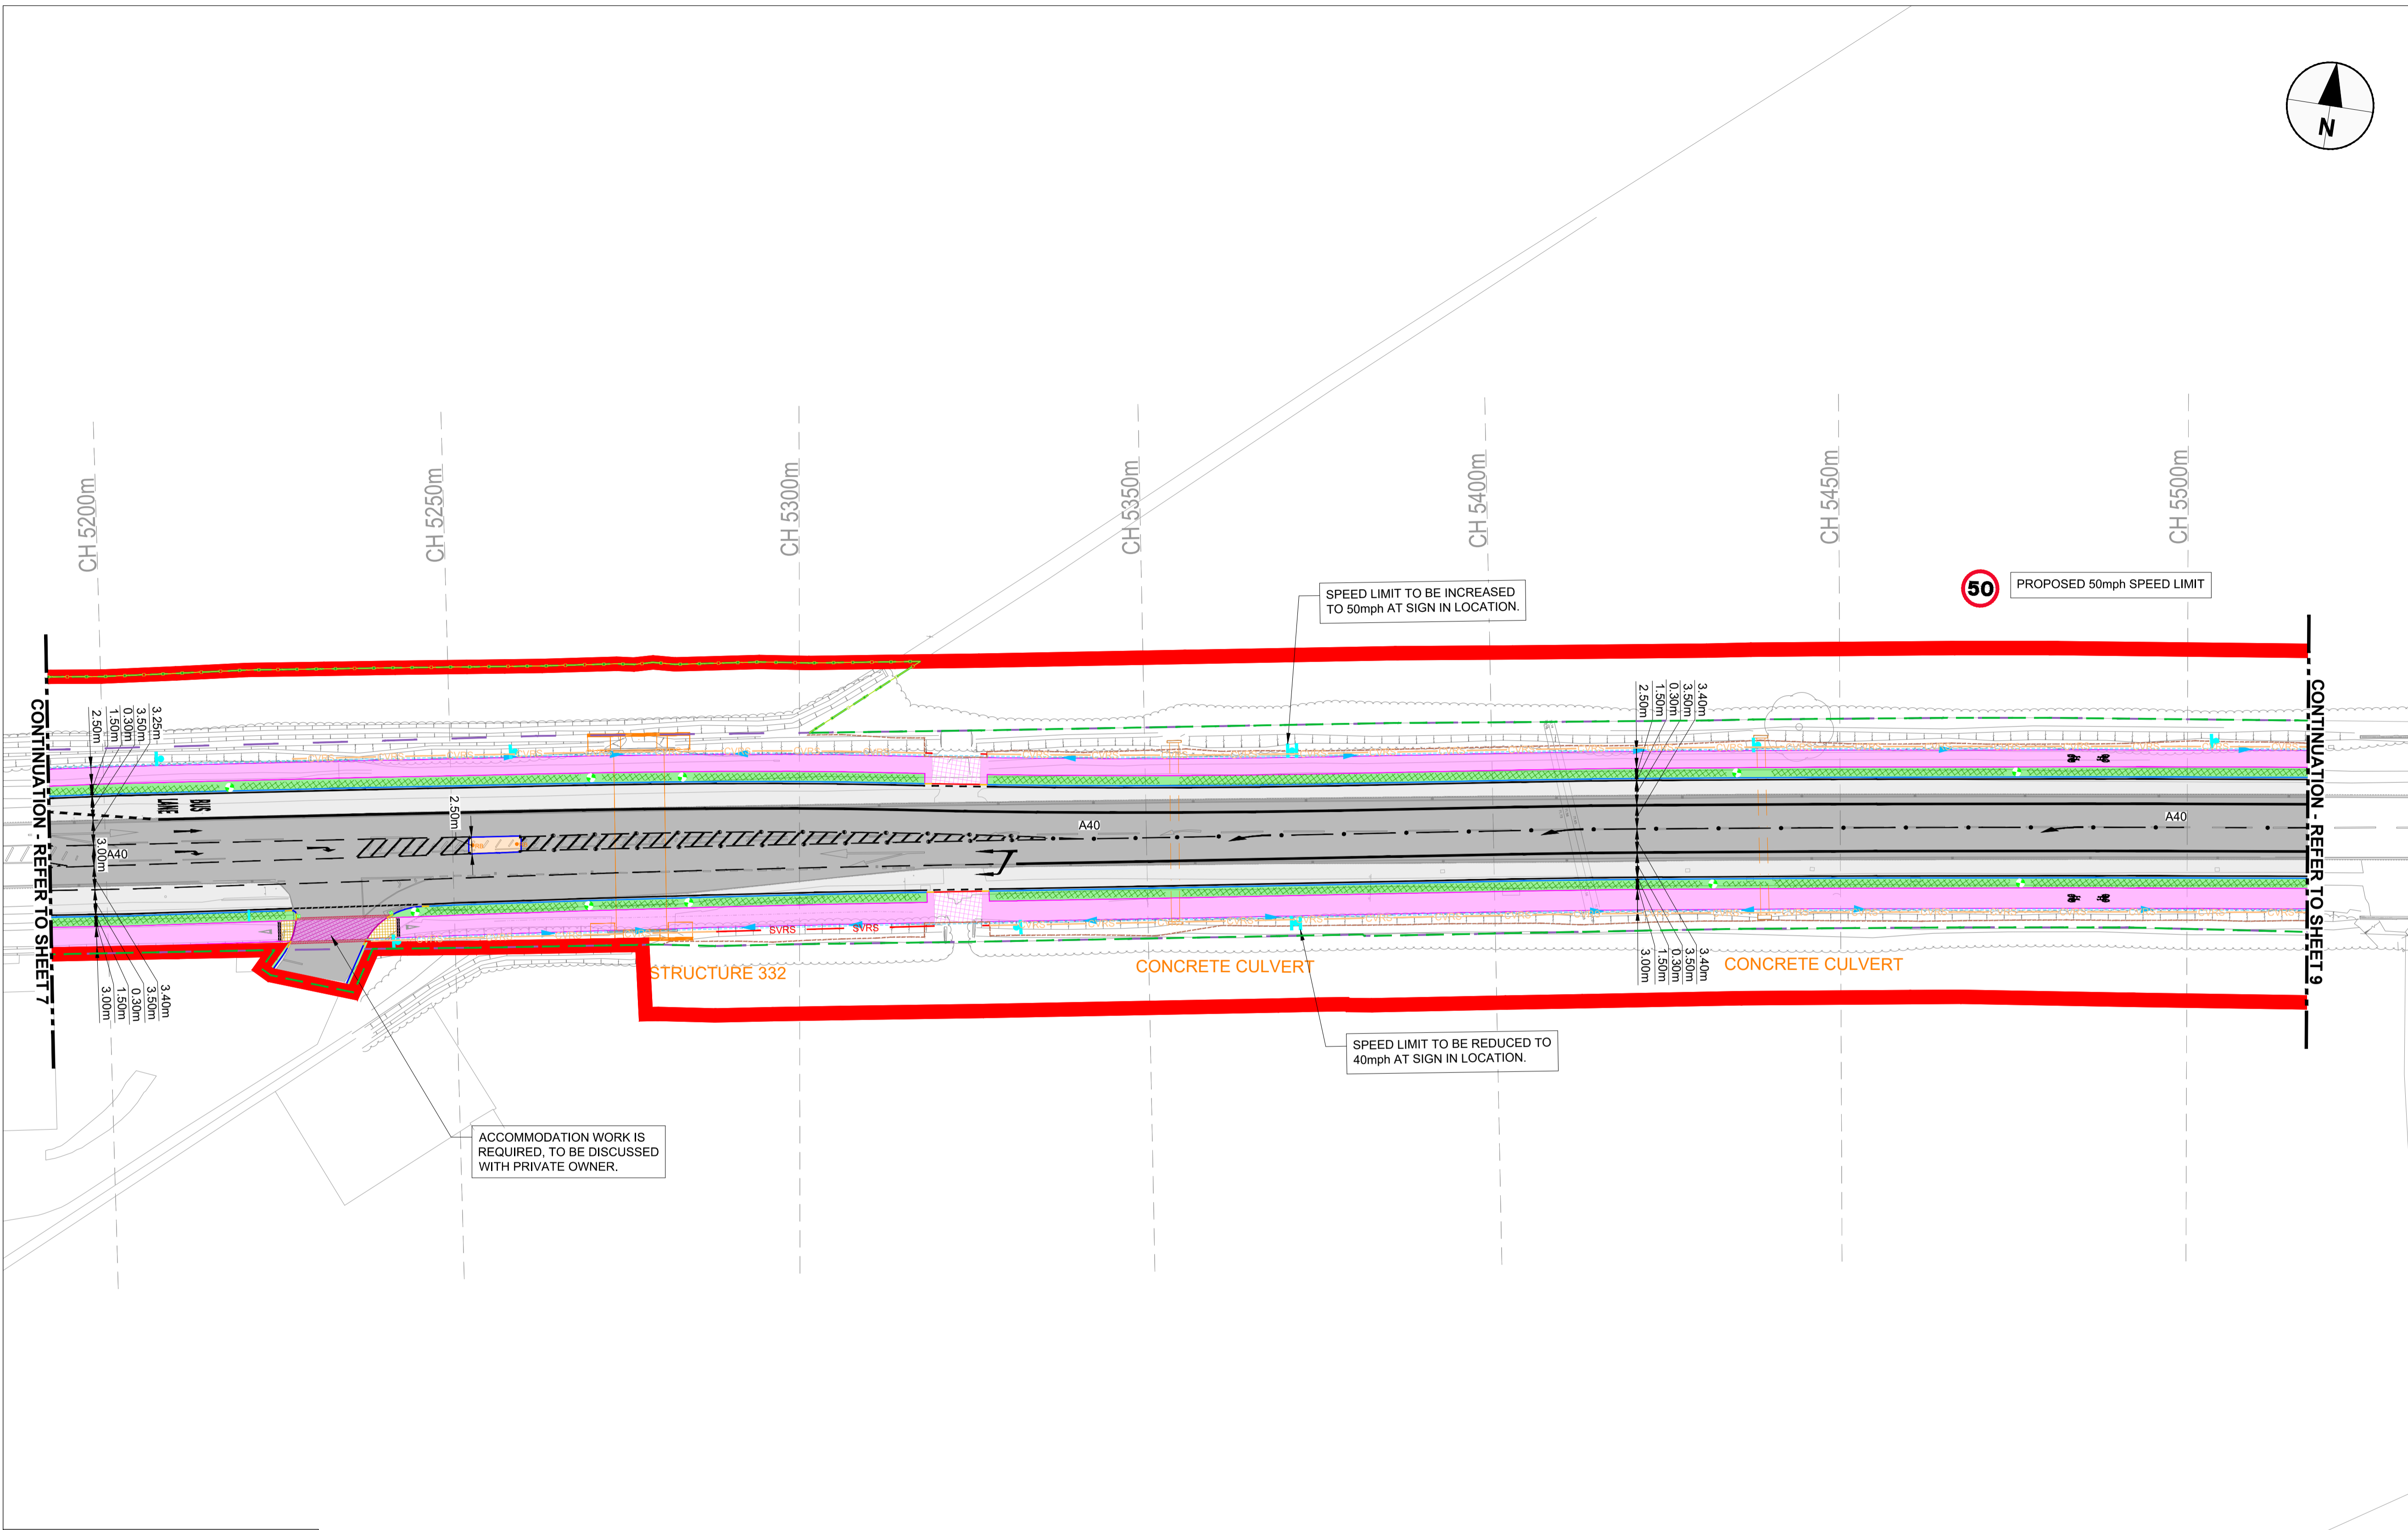 N
CH 5200m
CH 5250m
CH 5300m
CH 5350m
CH 5400m
CH 5450m
CH 5500m
SPEED LIMIT TO BE INCREASED
TO 50mph AT SIGN IN LOCATION.
50
PROPOSED 50mph SPEED LIMIT
CONTINUATION - REFER TO SHEET 7
CONTINUATION - REFER TO SHEET 9
2.50m
1.50m
0.30m
3.50m
3.25m
2.50m
1.50m
0.30m
3.50m
3.40m
LANE
BUS
2.50m
3.00m
A40
A40
A40
SVRS
SVRS
STRUCTURE 332
CONCRETE CULVERT
CONCRETE CULVERT
3.00m
1.50m
0.30m
3.50m
3.40m
3.00m
1.50m
0.30m
3.50m
3.40m
SPEED LIMIT TO BE REDUCED TO
40mph AT SIGN IN LOCATION.
ACCOMMODATION WORK IS
REQUIRED, TO BE DISCUSSED
WITH PRIVATE OWNER.